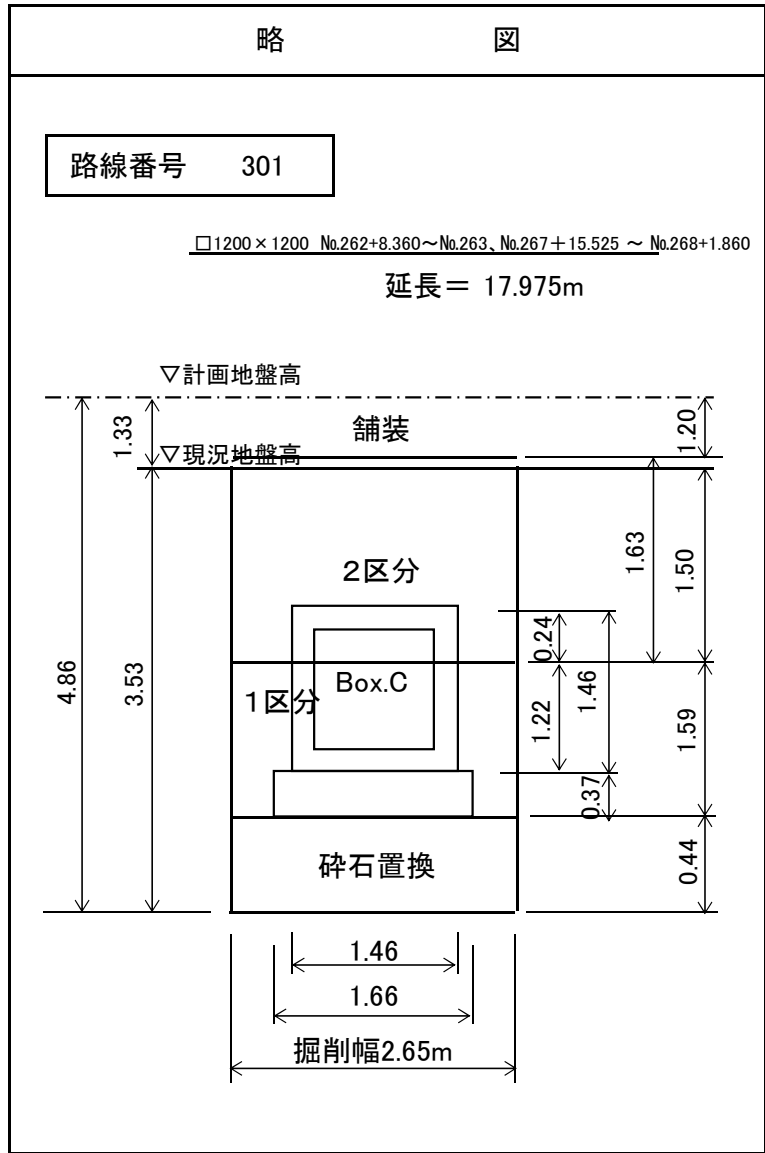 略　図
路線番号　301
□1200×1200 №262+8.360～№263、№267＋15.525 ～ №268+1.860
延長＝ 17.975m
▽計画地盤高
1.33
舗装
1.20
▽現況地盤高
4.86
3.53
2区分
1.63
1.50
0.24
1区分
Box.C
1.22
1.46
1.59
0.37
砕石置換
0.44
1.46
1.66
掘削幅2.65m